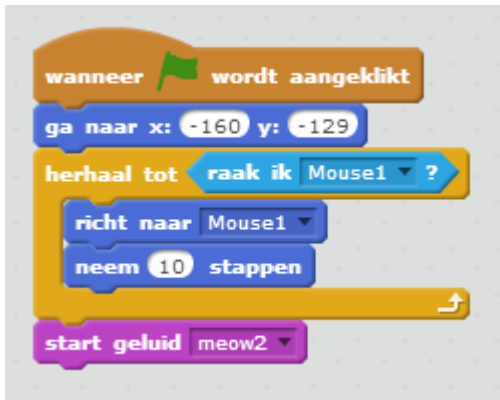 wanneer wordt aangeklikt
ga naar x: -160 y: -129
herhaal tot raak ik Mouse1 ?
richt naar Mouse1
neem 10 stappen
start geluid meow2